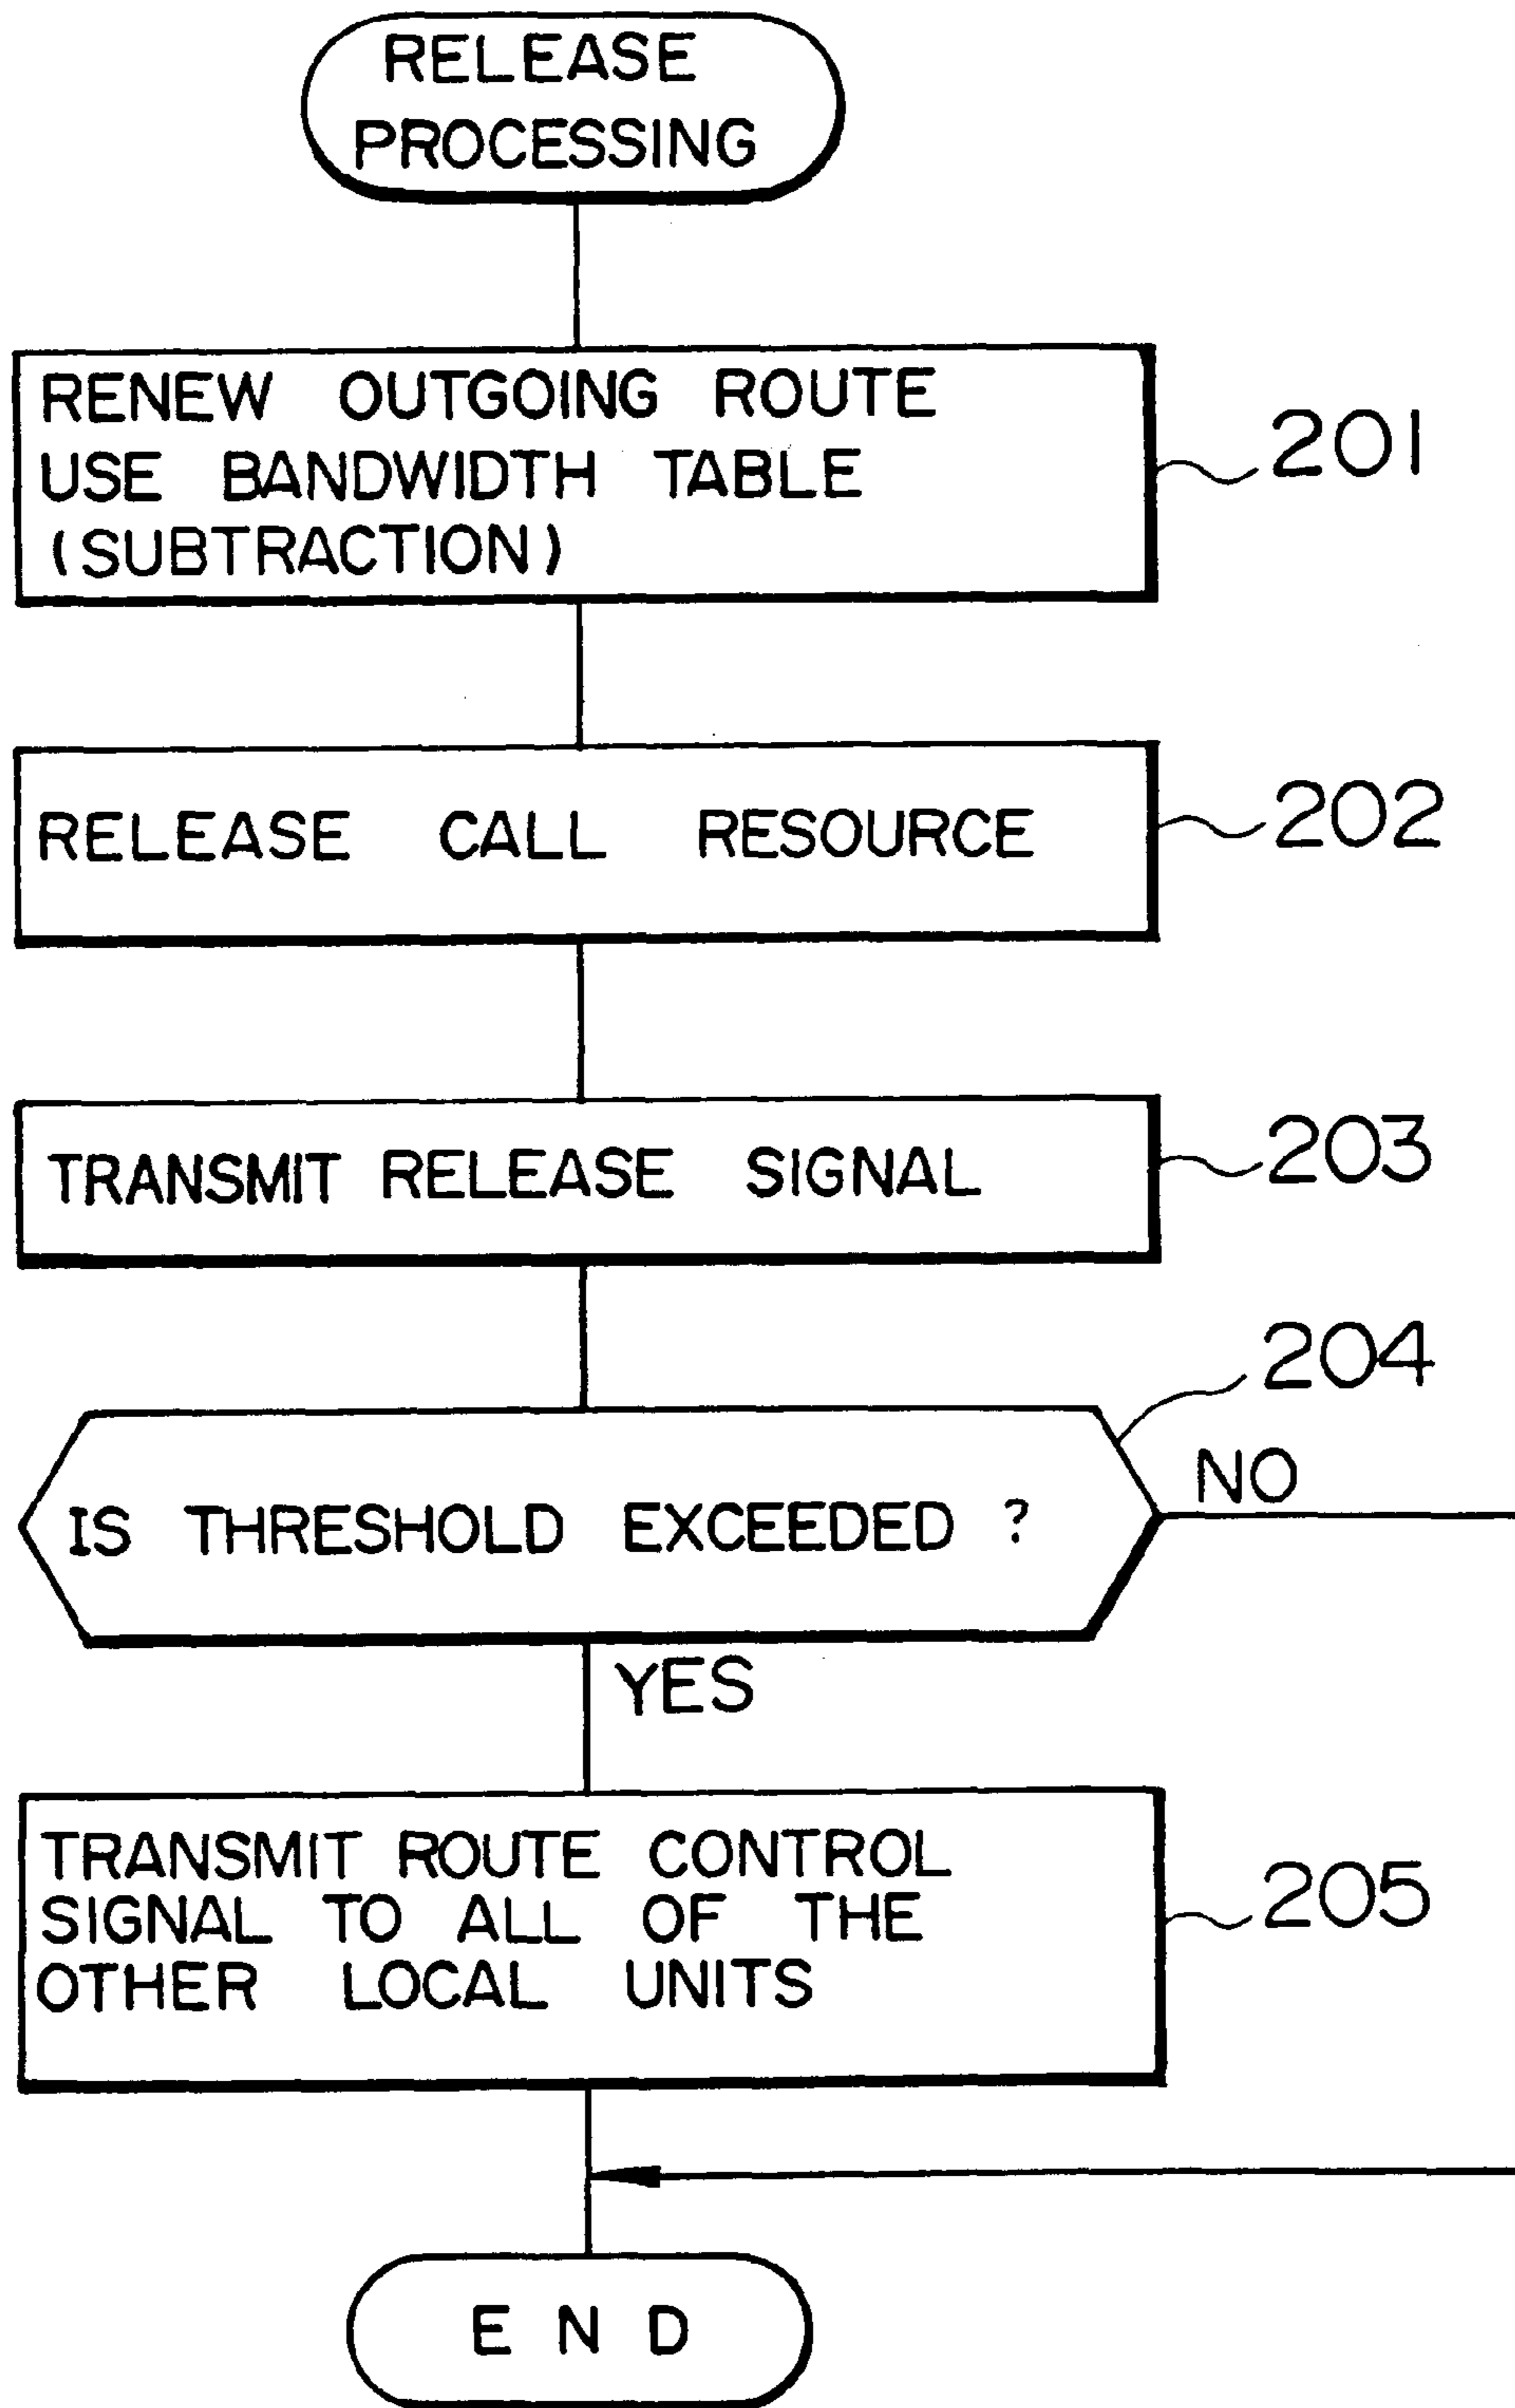 RELEASE
PROCESSING
RENEW OUTGOING ROUTE
USE BANDWIDTH TABLE
(SUBTRACTION)
201
RELEASE CALL RESOURCE
202
TRANSMIT RELEASE SIGNAL
203
204
IS THRESHOLD EXCEEDED ?
NO
YES
TRANSMIT ROUTE CONTROL
SIGNAL TO ALL OF THE
OTHER LOCAL UNITS
205
END